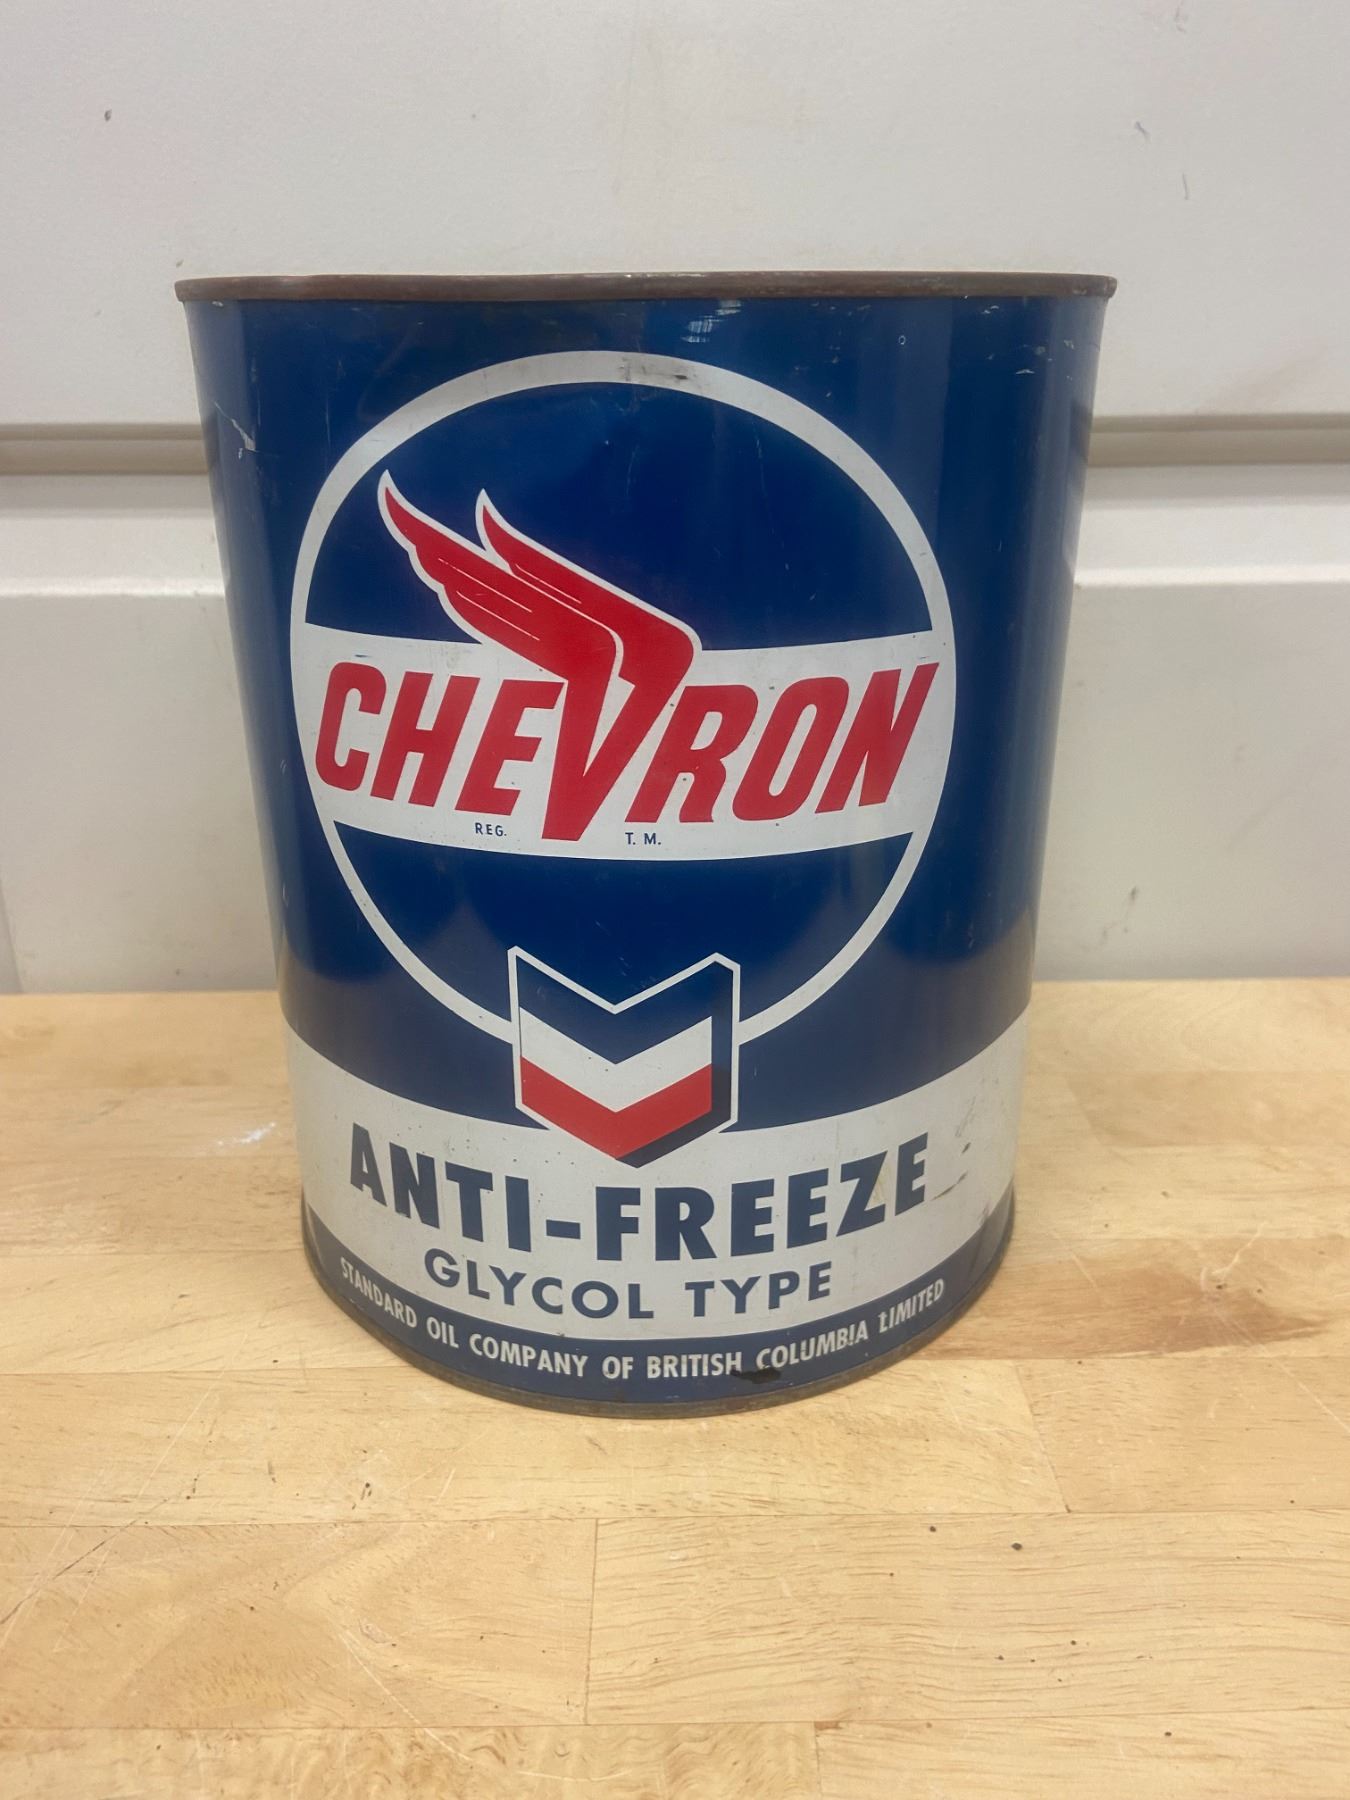 CHEVRON
REG. T. M.
ANTI-FREEZE
GLYCOL TYPE
STANDARD OIL COMPANY OF BRITISH COLUMBIA LIMITED